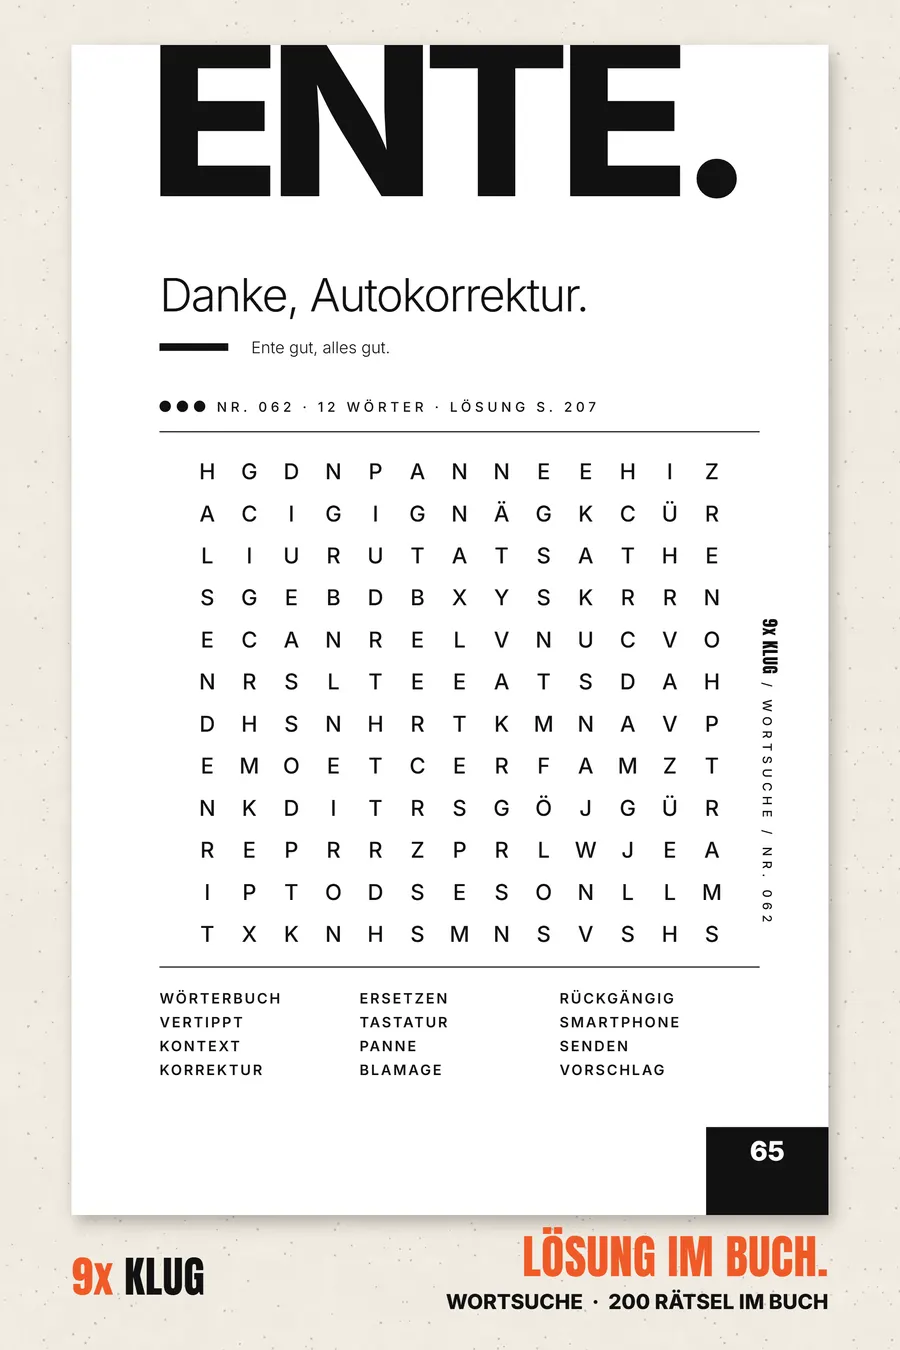 ENTE.
Danke, Autokorrektur.
Ente gut, alles gut.
NR. 062 · 12 WÖRTER · LÖSUNG S. 207
H G D N P A N N E E H I Z
A C I G I G N Ä G K C Ü R
L I U R U T A T S A T H E
S G E B D B X Y S K R R N
E C A N R E L V N U C V O
N R S L T E E A T S D A H
D H S N H R T K M N A V P
E M O E T C E R F A M Z T
N K D I T R S G Ö J G Ü R
R E P R R Z P R L W J E A
I P T O D S E S O N L L M
T X K N H S M N S V S H S
9x KLUG / WORTSUCHE / NR. 062
WÖRTERBUCH ERSETZEN RÜCKGÄNGIG
VERTIPPT TASTATUR SMARTPHONE
KONTEXT PANNE SENDEN
KORREKTUR BLAMAGE VORSCHLAG
65
9x KLUG
LÖSUNG IM BUCH.
WORTSUCHE · 200 RÄTSEL IM BUCH